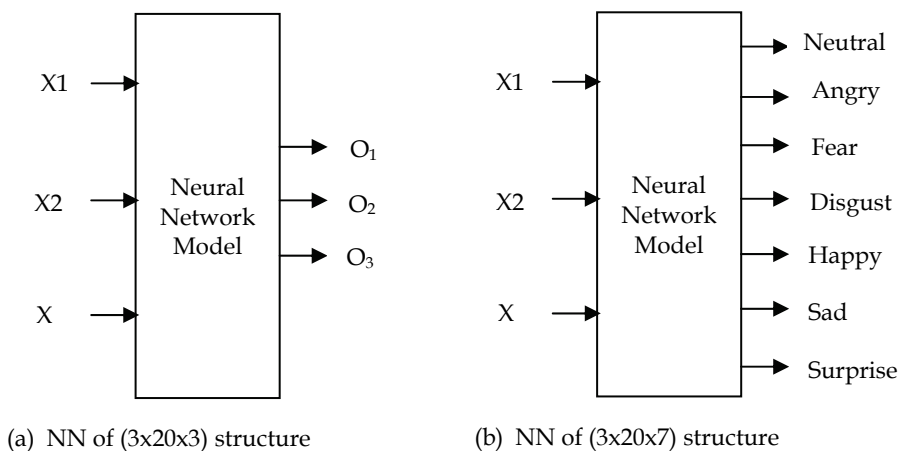 X1
X2
X
Neural
Network
Model
O₁
O₂
O₃
(a) NN of (3x20x3) structure
X1
X2
X
Neural
Network
Model
Neutral
Angry
Fear
Disgust
Happy
Sad
Surprise
(b) NN of (3x20x7) structure